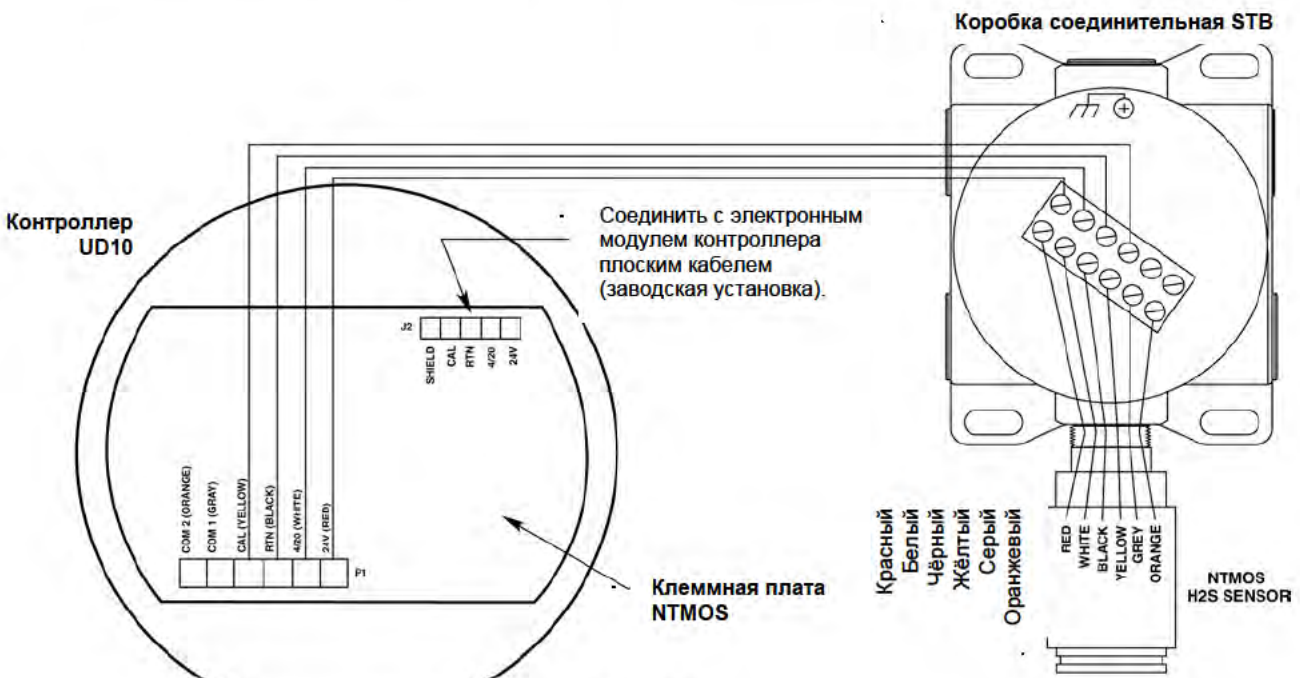 Коробка соединительная STB
Контроллер
UD10
Соединить с электронным
модулем контроллера
плоским кабелем
(заводская установка).
J2
SHIELD
CAL
RTN
4/20
24V
COM 2 (ORANGE)
COM 1 (GRAY)
CAL (YELLOW)
RTN (BLACK)
4/20 (WHITE)
24V (RED)
P1
Клеммная плата
NTMOS
Красный
Белый
Чёрный
Жёлтый
Серый
Оранжевый
RED
WHITE
BLACK
YELLOW
GREY
ORANGE
NTMOS
H2S SENSOR